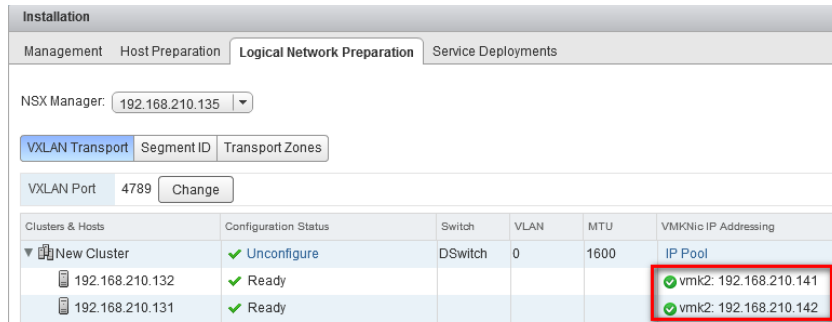 Installation
Management Host Preparation Logical Network Preparation Service Deployments
NSX Manager: 192.168.210.135
VXLAN Transport Segment ID Transport Zones
VXLAN Port 4789 Change
Clusters & Hosts Configuration Status Switch VLAN MTU VMKNic IP Addressing
New Cluster Unconfigure DSwitch 0 1600 IP Pool
192.168.210.132 Ready vmk2: 192.168.210.141
192.168.210.131 Ready vmk2: 192.168.210.142